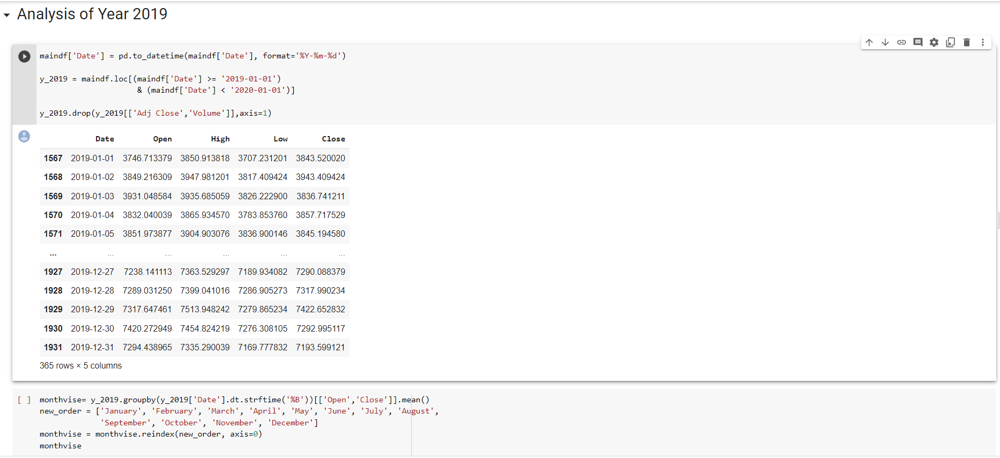 Analysis of Year 2019
maindf['Date'] = pd.to_datetime(maindf['Date'], format='%Y-%m-%d')
y_2019 = maindf.loc[(maindf['Date'] >= '2019-01-01')
& (maindf['Date'] < '2020-01-01')]
y_2019.drop(y_2019[['Adj Close','Volume']],axis=1)
Date Open High Low Close
1567 2019-01-01 3746.713379 3850.913818 3707.231201 3843.520020
1568 2019-01-02 3849.216309 3947.981201 3817.409424 3943.409424
1569 2019-01-03 3931.048584 3935.685059 3826.222900 3836.741211
1570 2019-01-04 3832.040039 3865.934570 3783.853760 3857.717529
1571 2019-01-05 3851.973877 3904.903076 3836.900146 3845.194580
... ... ... ... ... ...
1927 2019-12-27 7238.141113 7363.529297 7189.934082 7290.088379
1928 2019-12-28 7289.031250 7399.041016 7286.905273 7317.990234
1929 2019-12-29 7317.647461 7513.948242 7279.865234 7422.652832
1930 2019-12-30 7420.272949 7454.824219 7276.308105 7292.995117
1931 2019-12-31 7294.438965 7335.290039 7169.777832 7193.599121
365 rows × 5 columns
[ ] monthvise= y_2019.groupby(y_2019['Date'].dt.strftime('%B'))[['Open','Close']].mean()
new_order = ['January', 'February', 'March', 'April', 'May', 'June', 'July', 'August',
'September', 'October', 'November', 'December']
monthvise = monthvise.reindex(new_order, axis=0)
monthvise